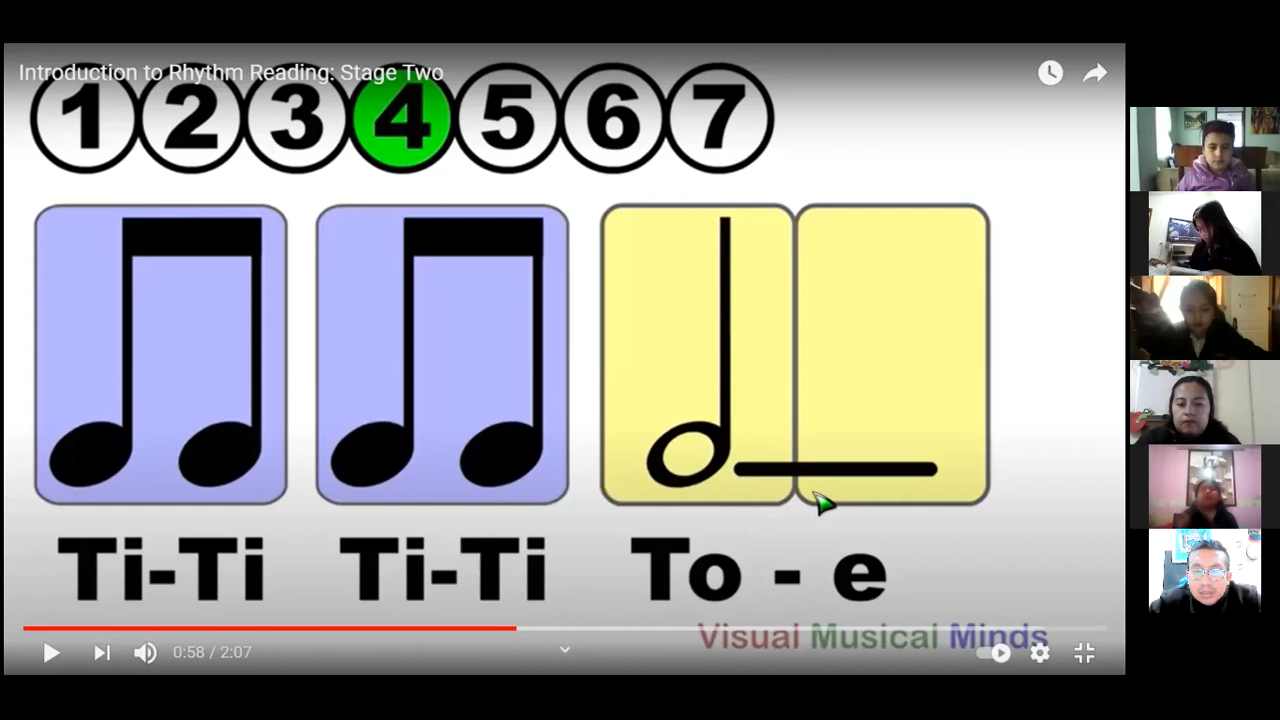 Introduction to Rhythm Reading: Stage Two
1 2 3 4 5 6 7
Ti-Ti Ti-Ti To - e
Visual Musical Minds
0:58 / 2:07